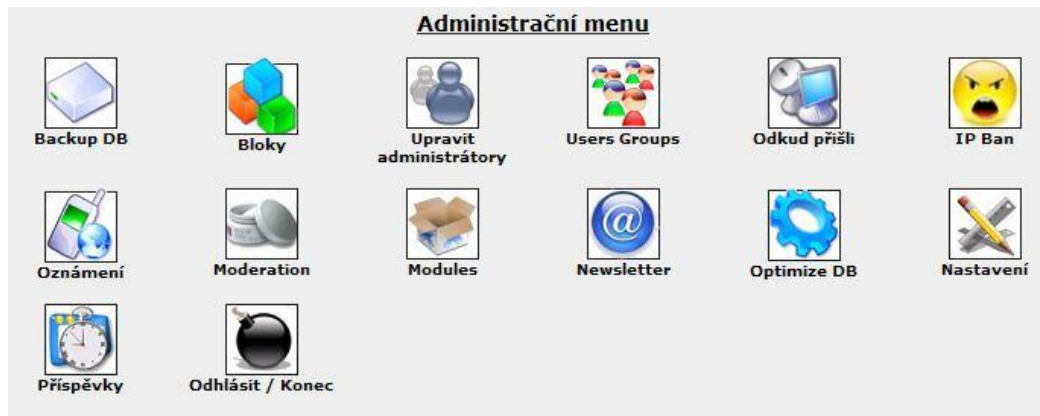 Administrační menu
Backup DB
Bloky
Upravit
administrátory
Users Groups
Odkud přišli
IP Ban
Oznámení
Moderation
Modules
Newsletter
Optimize DB
Nastavení
Příspěvky
Odhlásit / Konec